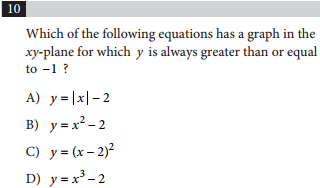 10
Which of the following equations has a graph in the
xy-plane for which y is always greater than or equal
to −1 ?
A) y = |x| − 2
B) y = x² − 2
C) y = (x − 2)²
D) y = x³ − 2